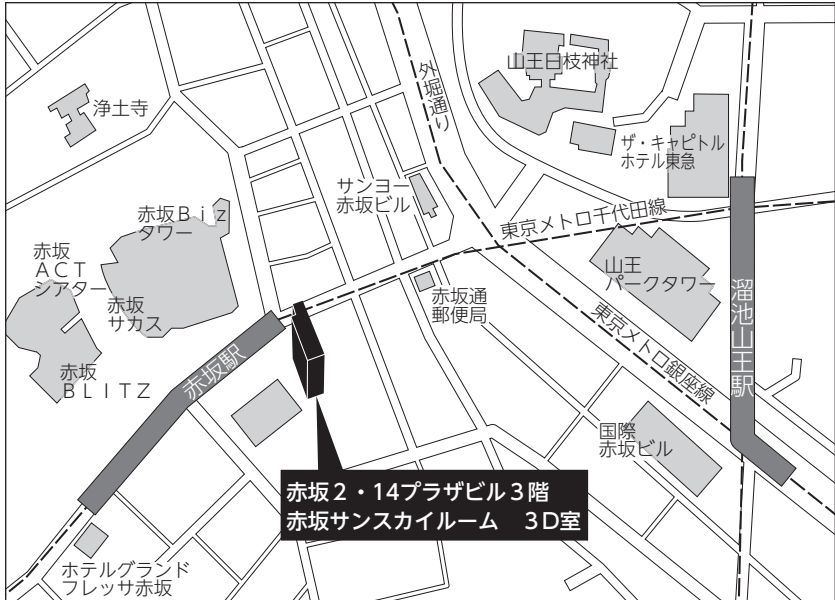 山王日枝神社
外堀通り
浄土寺
ザ・キャピトル
ホテル東急
サンヨー
赤坂ビル
赤坂Ｂｉｚ
タワー
東京メトロ千代田線
赤坂
ＡＣＴ
シアター
山王
パークタワー
赤坂
サカス
赤坂通
郵便局
溜池山王駅
東京メトロ銀座線
赤坂駅
赤坂
ＢＬＩＴＺ
国際
赤坂ビル
赤坂２・14プラザビル３階
赤坂サンスカイルーム　３Ｄ室
ホテルグランド
フレッサ赤坂